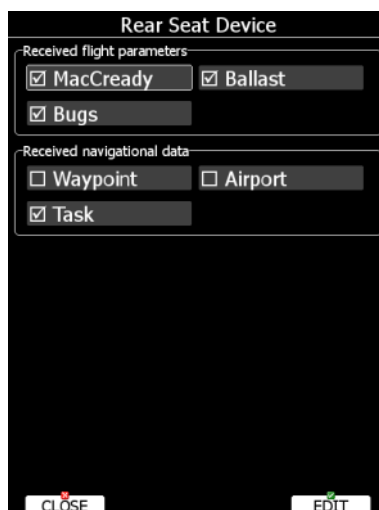 Rear Seat Device
Received flight parameters
MacCready Ballast
Bugs
Received navigational data
Waypoint Airport
Task
CLOSE EDIT